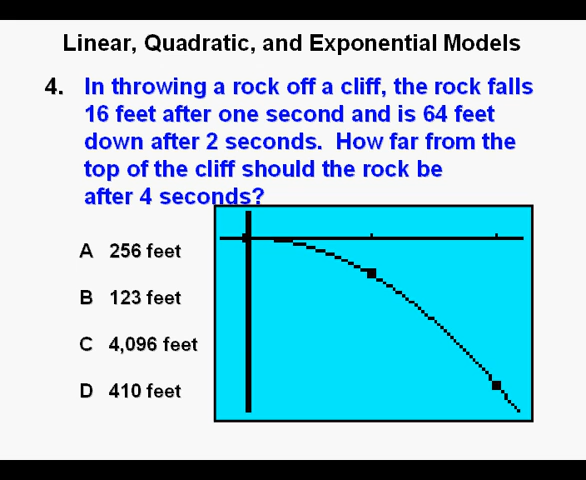 Linear, Quadratic, and Exponential Models
4. In throwing a rock off a cliff, the rock falls
16 feet after one second and is 64 feet
down after 2 seconds. How far from the
top of the cliff should the rock be
after 4 seconds?
A 256 feet
B 123 feet
C 4,096 feet
D 410 feet